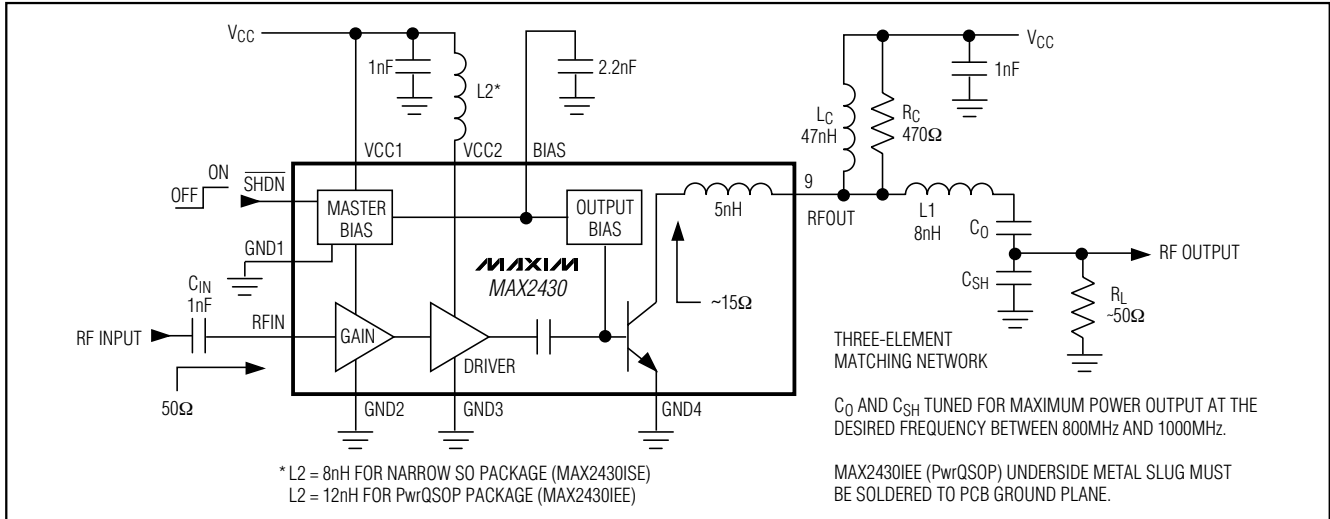 VCC
1nF
L2*
2.2nF
VCC
1nF
LC
47nH
RC
470Ω
VCC1
VCC2
BIAS
ON
OFF
SHDN
MASTER
BIAS
OUTPUT
BIAS
5nH
9
RFOUT
L1
8nH
CO
RF OUTPUT
CSH
RL
~50Ω
GND1
MAXIM
MAX2430
~15Ω
CIN
1nF
RF INPUT
RFIN
GAIN
DRIVER
50Ω
GND2
GND3
GND4
THREE-ELEMENT
MATCHING NETWORK
CO AND CSH TUNED FOR MAXIMUM POWER OUTPUT AT THE
DESIRED FREQUENCY BETWEEN 800MHz AND 1000MHz.
MAX2430IEE (PwrQSOP) UNDERSIDE METAL SLUG MUST
BE SOLDERED TO PCB GROUND PLANE.
* L2 = 8nH FOR NARROW SO PACKAGE (MAX2430ISE)
L2 = 12nH FOR PwrQSOP PACKAGE (MAX2430IEE)